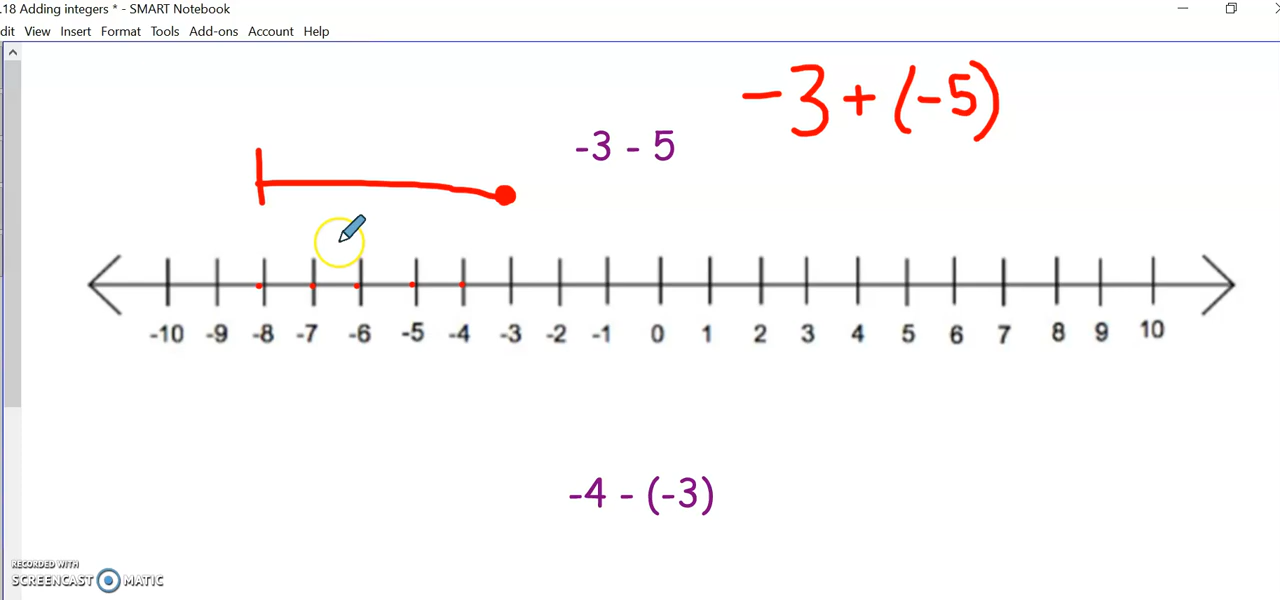 .18 Adding integers * - SMART Notebook
dit View Insert Format Tools Add-ons Account Help
-3 + (-5)
-3 - 5
-10 -9 -8 -7 -6 -5 -4 -3 -2 -1 0 1 2 3 4 5 6 7 8 9 10
-4 - (-3)
RECORDED WITH
SCREENCAST MATIC